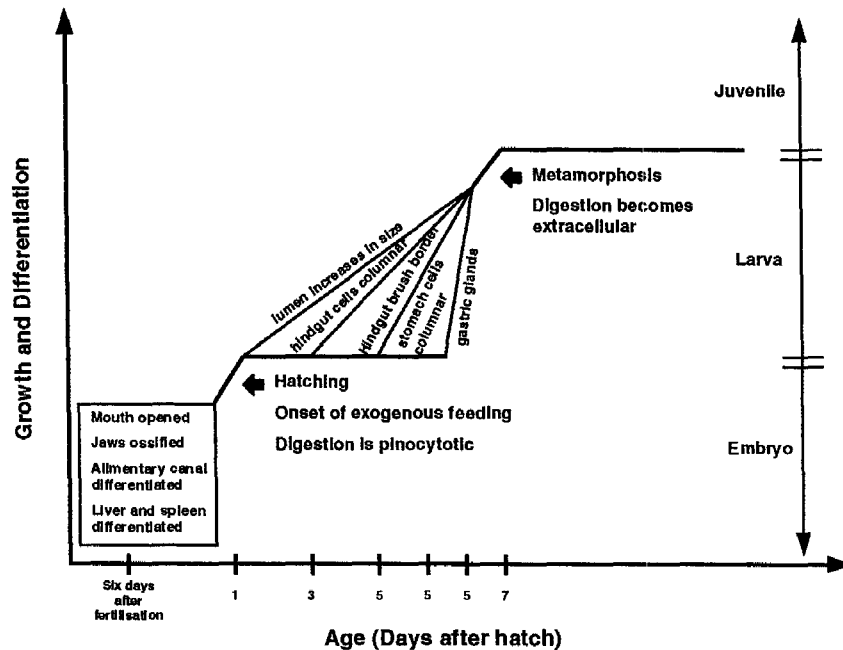 Growth and Differentiation
Juvenile
Larva
Embryo
Metamorphosis
Digestion becomes
extracellular
lumen increases in size
hindgut cells columnar
Hindgut brush border
stomach cells
columnar
gastric glands
Hatching
Onset of exogenous feeding
Digestion is pinocytotic
Mouth opened
Jaws ossified
Alimentary canal
differentiated
Liver and spleen
differentiated
Six days
after
fertilisation
1
3
5
5
5
7
Age (Days after hatch)